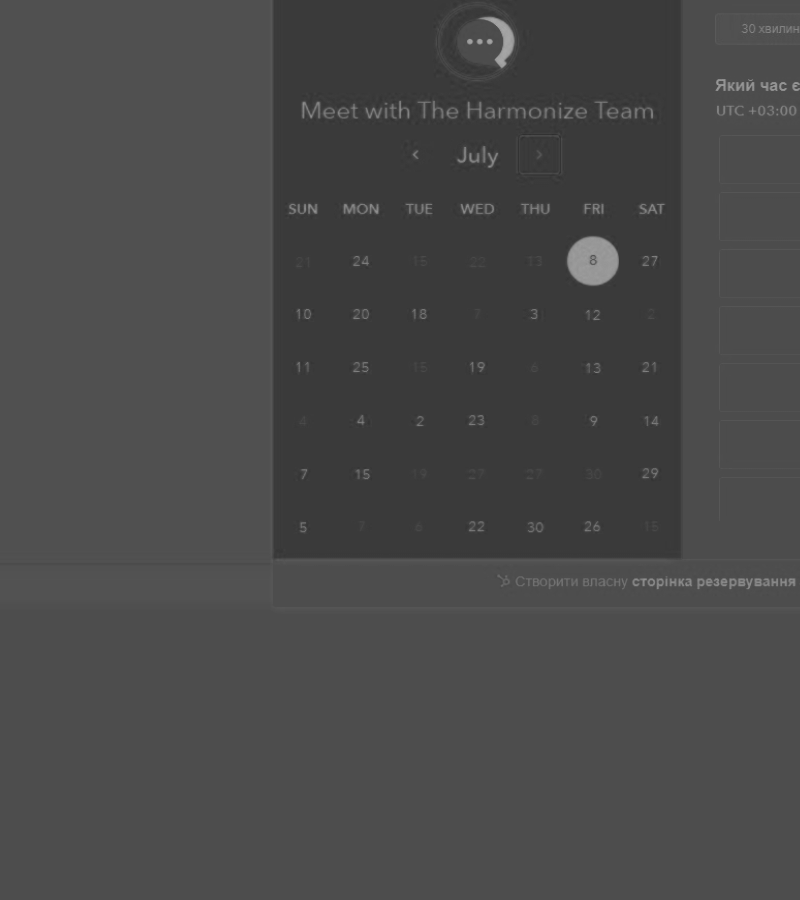 30 хвилин
Який час є
UTC +03:00
Meet with The Harmonize Team
July
SUN MON TUE WED THU FRI SAT
21 24 15 22 13 8 27
10 20 18 7 3 12 2
11 25 15 19 6 13 21
4 4 2 23 8 9 14
7 15 19 27 27 30 29
5 7 6 22 30 26 15
Створити власну сторінка резервування